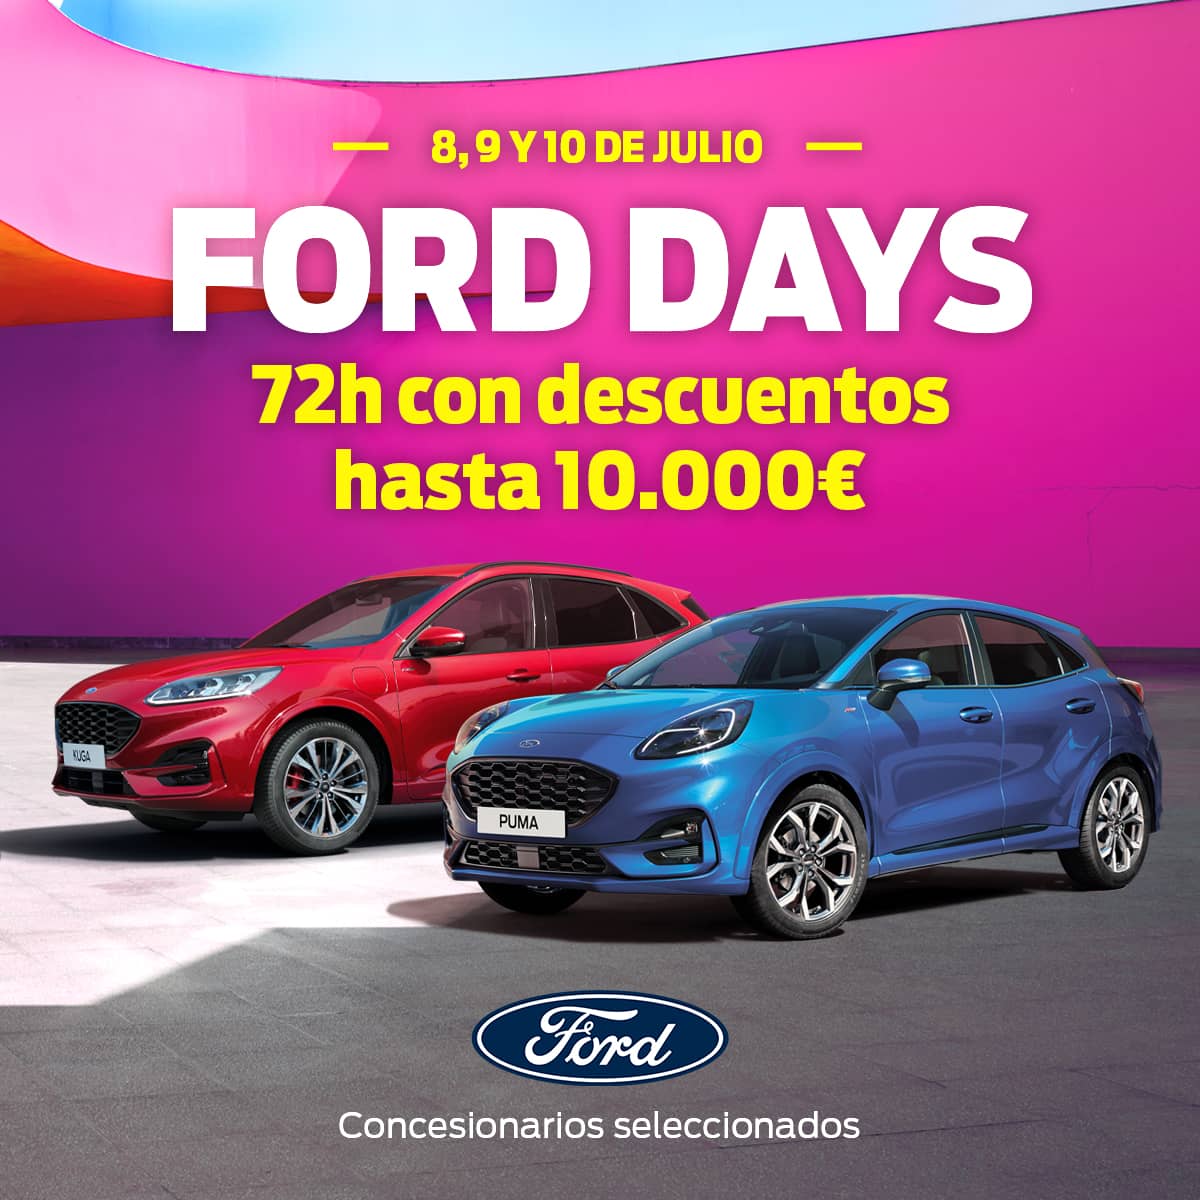 8, 9 Y 10 DE JULIO
FORD DAYS
72h con descuentos
hasta 10.000€
KUGA
PUMA
Ford
Concesionarios seleccionados